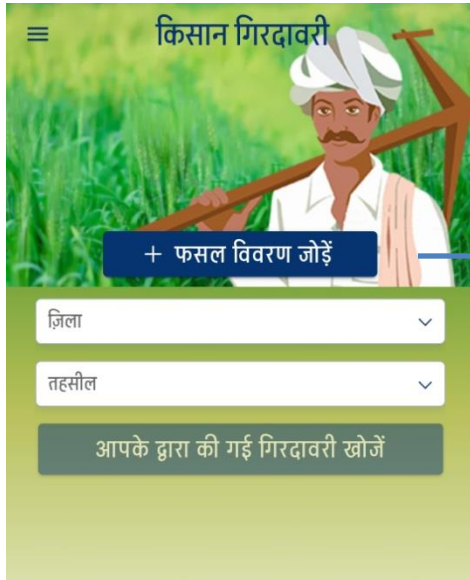 किसान गिरदावरी
+ फसल विवरण जोड़ें
ज़िला
तहसील
आपके द्वारा की गई गिरदावरी खोजें